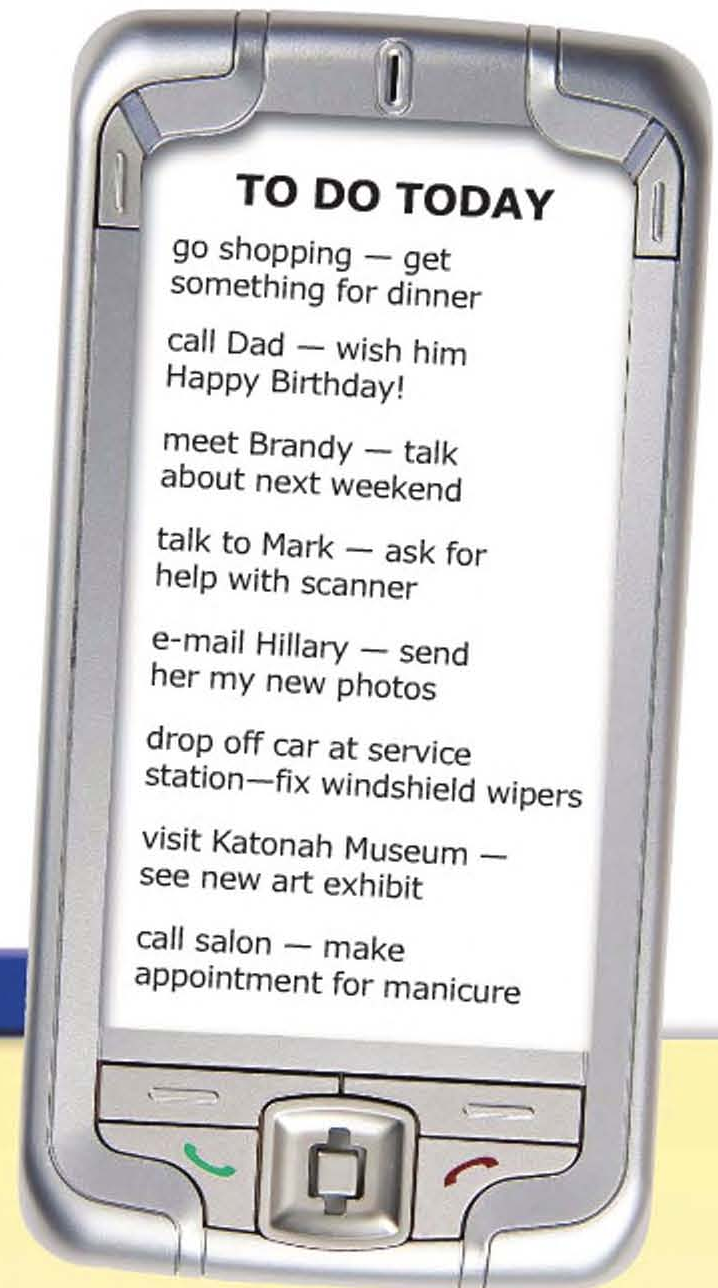 TO DO TODAY
go shopping — get
something for dinner
call Dad — wish him
Happy Birthday!
meet Brandy — talk
about next weekend
talk to Mark — ask for
help with scanner
e-mail Hillary — send
her my new photos
drop off car at service
station—fix windshield wipers
visit Katonah Museum —
see new art exhibit
call salon — make
appointment for manicure